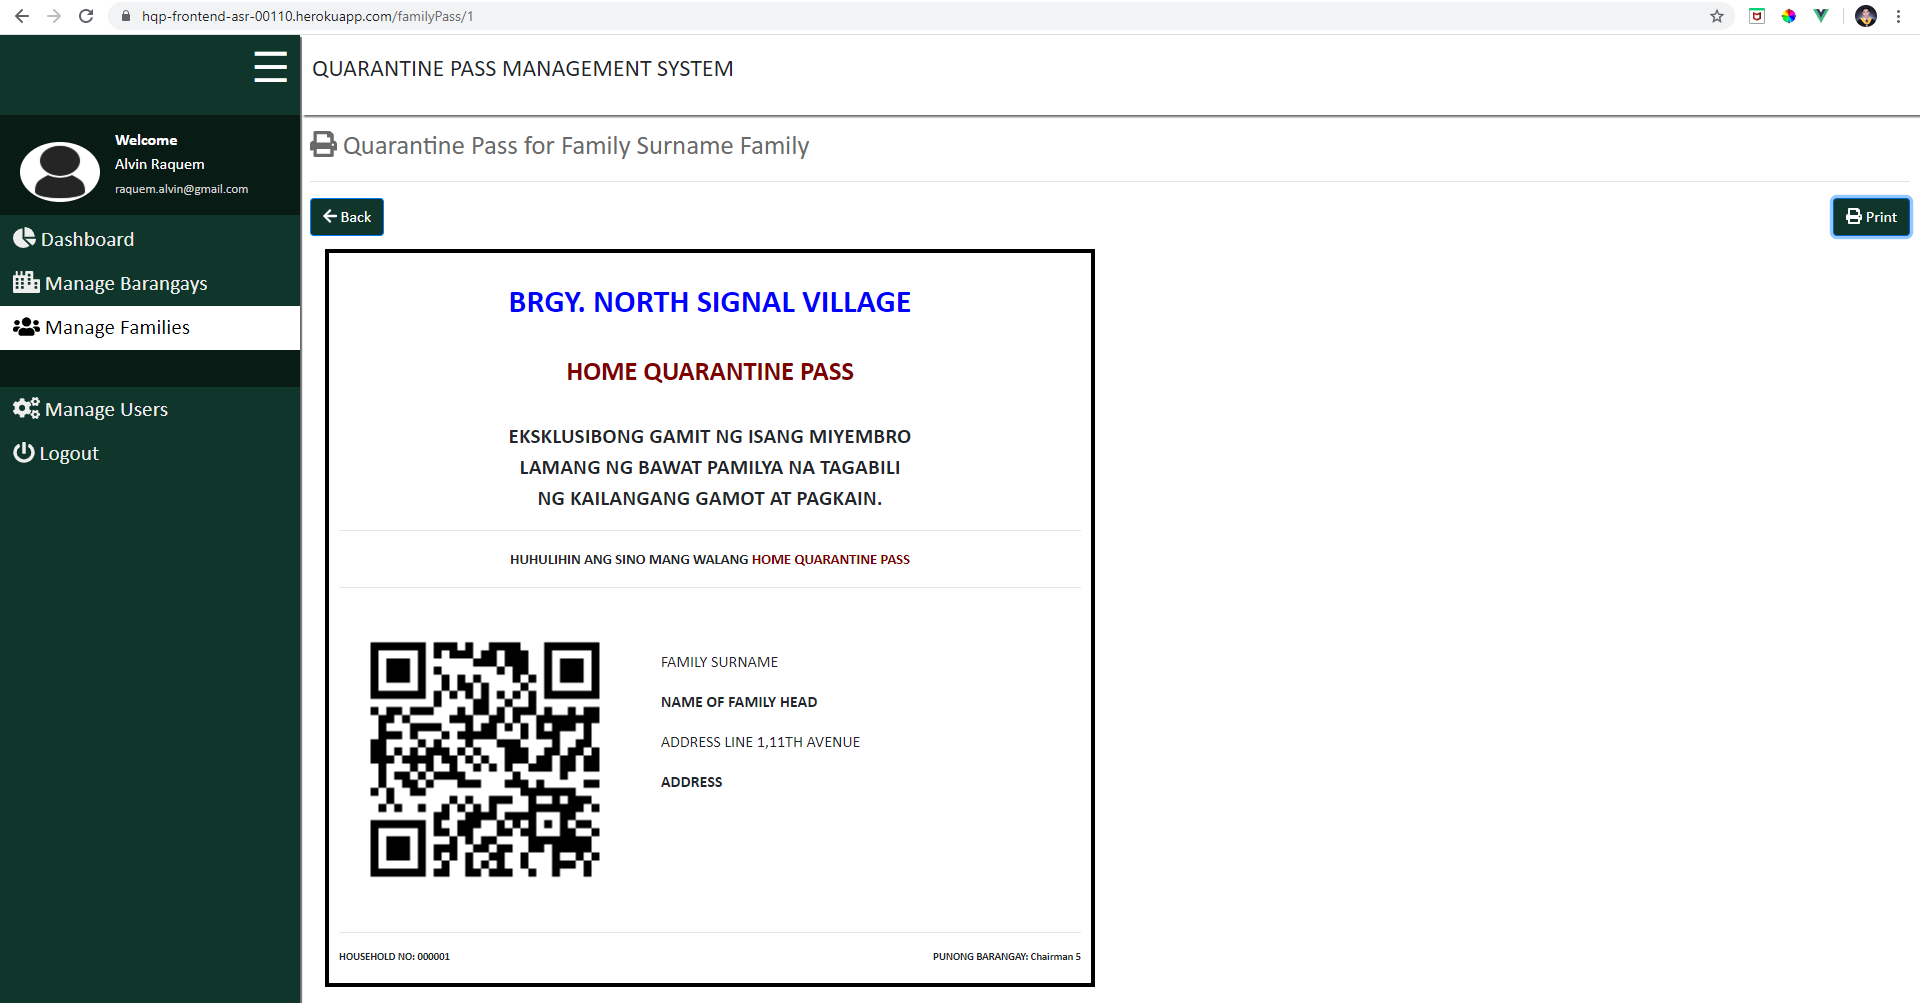 hqp-frontend-asr-00110.herokuapp.com/familyPass/1
QUARANTINE PASS MANAGEMENT SYSTEM
Welcome
Alvin Raquem
raquem.alvin@gmail.com
Dashboard
Manage Barangays
Manage Families
Manage Users
Logout
Quarantine Pass for Family Surname Family
Back
Print
BRGY. NORTH SIGNAL VILLAGE
HOME QUARANTINE PASS
EKSKLUSIBONG GAMIT NG ISANG MIYEMBRO
LAMANG NG BAWAT PAMILYA NA TAGABILI
NG KAILANGANG GAMOT AT PAGKAIN.
HUHULIHIN ANG SINO MANG WALANG HOME QUARANTINE PASS
FAMILY SURNAME
NAME OF FAMILY HEAD
ADDRESS LINE 1,11TH AVENUE
ADDRESS
HOUSEHOLD NO: 000001
PUNONG BARANGAY: Chairman 5